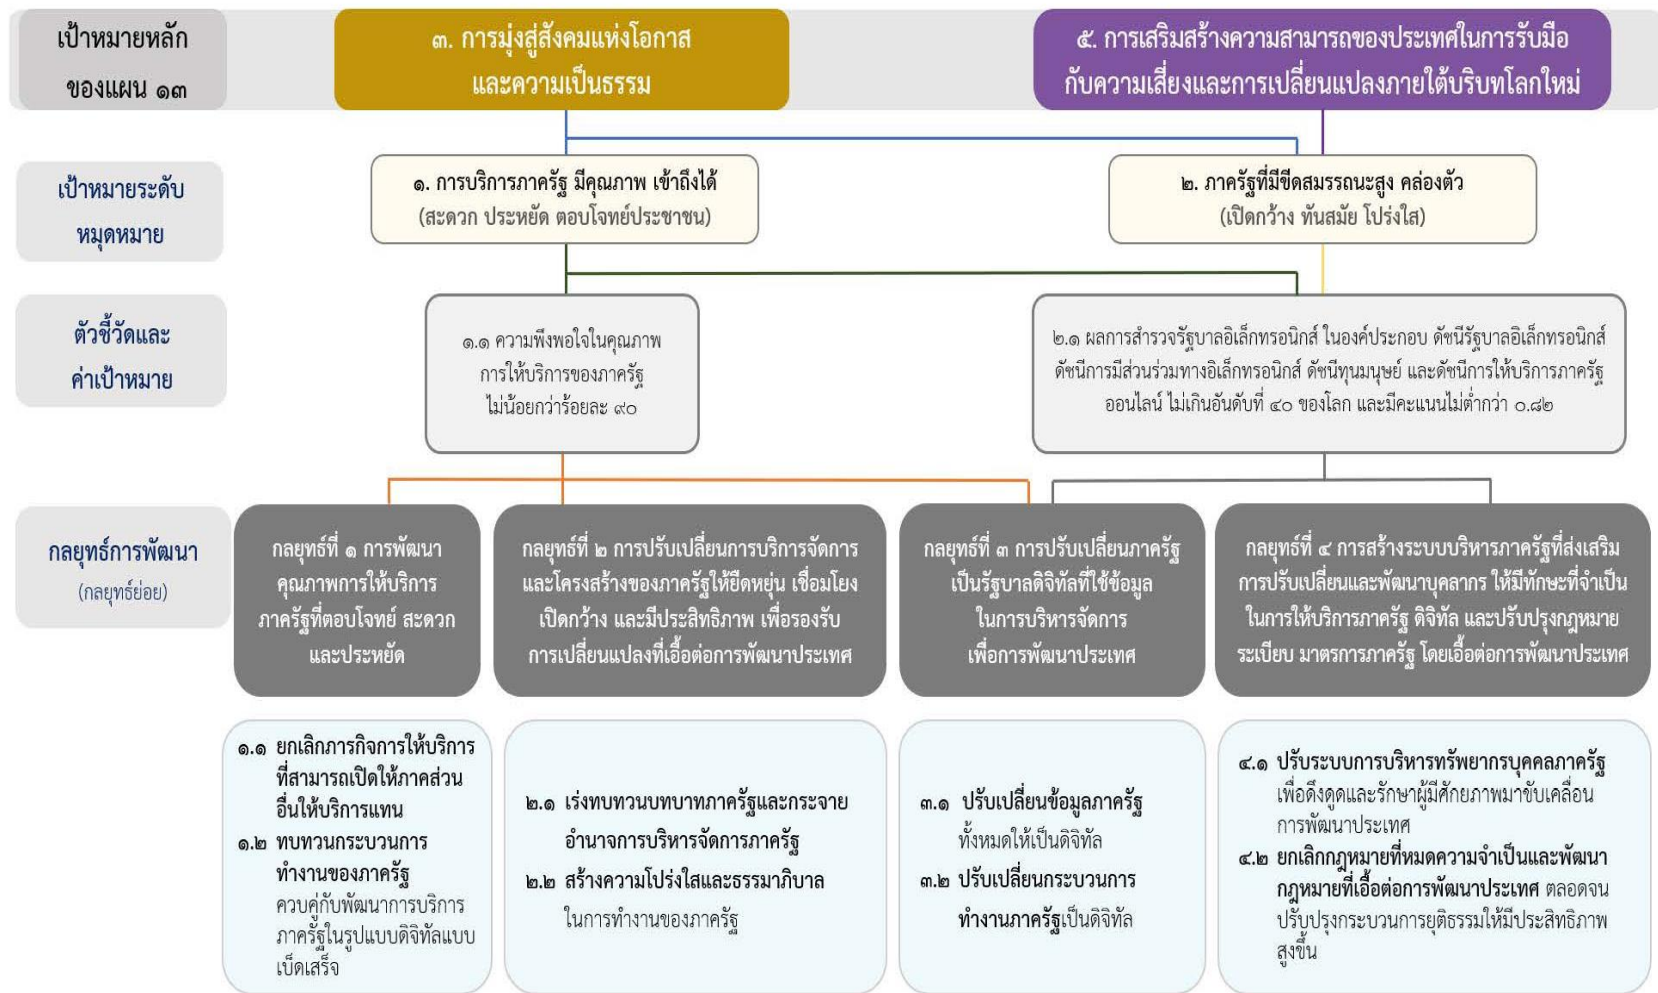 เป้าหมายหลัก
ของแผน ๑๓
๓. การมุ่งสู่สังคมแห่งโอกาส
และความเป็นธรรม
๕. การเสริมสร้างความสามารถของประเทศในการรับมือ
กับความเสี่ยงและการเปลี่ยนแปลงภายใต้บริบทโลกใหม่
เป้าหมายระดับ
หมุดหมาย
๑. การบริการภาครัฐ มีคุณภาพ เข้าถึงได้
(สะดวก ประหยัด ตอบโจทย์ประชาชน)
๒. ภาครัฐที่มีขีดสมรรถนะสูง คล่องตัว
(เปิดกว้าง ทันสมัย โปร่งใส)
ตัวชี้วัดและ
ค่าเป้าหมาย
๑.๑ ความพึงพอใจในคุณภาพ
การให้บริการของภาครัฐ
ไม่น้อยกว่าร้อยละ ๙๐
๒.๑ ผลการสำรวจรัฐบาลอิเล็กทรอนิกส์ ในองค์ประกอบ ดัชนีรัฐบาลอิเล็กทรอนิกส์
ดัชนีการมีส่วนร่วมทางอิเล็กทรอนิกส์ ดัชนีทุนมนุษย์ และดัชนีการให้บริการภาครัฐ
ออนไลน์ ไม่เกินอันดับที่ ๔๐ ของโลก และมีคะแนนไม่ต่ำกว่า ๐.๘๒
กลยุทธ์การพัฒนา
(กลยุทธ์ย่อย)
กลยุทธ์ที่ ๑ การพัฒนา
คุณภาพการให้บริการ
ภาครัฐที่ตอบโจทย์ สะดวก
และประหยัด
กลยุทธ์ที่ ๒ การปรับเปลี่ยนการบริการจัดการ
และโครงสร้างของภาครัฐให้ยืดหยุ่น เชื่อมโยง
เปิดกว้าง และมีประสิทธิภาพ เพื่อรองรับ
การเปลี่ยนแปลงที่เอื้อต่อการพัฒนาประเทศ
กลยุทธ์ที่ ๓ การปรับเปลี่ยนภาครัฐ
เป็นรัฐบาลดิจิทัลที่ใช้ข้อมูล
ในการบริหารจัดการ
เพื่อการพัฒนาประเทศ
กลยุทธ์ที่ ๔ การสร้างระบบบริหารภาครัฐที่ส่งเสริม
การปรับเปลี่ยนและพัฒนาบุคลากร ให้มีทักษะที่จำเป็น
ในการให้บริการภาครัฐ ดิจิทัล และปรับปรุงกฎหมาย
ระเบียบ มาตรการภาครัฐ โดยเอื้อต่อการพัฒนาประเทศ
๑.๑ ยกเลิกภารกิจการให้บริการ
ที่สามารถเปิดให้ภาคส่วน
อื่นให้บริการแทน
๑.๒ ทบทวนกระบวนการ
ทำงานของภาครัฐ
ควบคู่กับพัฒนาการบริการ
ภาครัฐในรูปแบบดิจิทัลแบบ
เบ็ดเสร็จ
๒.๑ เร่งทบทวนบทบาทภาครัฐและกระจาย
อำนาจการบริหารจัดการภาครัฐ
๒.๒ สร้างความโปร่งใสและธรรมาภิบาล
ในการทำงานของภาครัฐ
๓.๑ ปรับเปลี่ยนข้อมูลภาครัฐ
ทั้งหมดให้เป็นดิจิทัล
๓.๒ ปรับเปลี่ยนกระบวนการ
ทำงานภาครัฐเป็นดิจิทัล
๔.๑ ปรับระบบการบริหารทรัพยากรบุคคลภาครัฐ
เพื่อดึงดูดและรักษาผู้มีศักยภาพมาขับเคลื่อน
การพัฒนาประเทศ
๔.๒ ยกเลิกกฎหมายที่หมดความจำเป็นและพัฒนา
กฎหมายที่เอื้อต่อการพัฒนาประเทศ ตลอดจน
ปรับปรุงกระบวนการยุติธรรมให้มีประสิทธิภาพ
สูงขึ้น